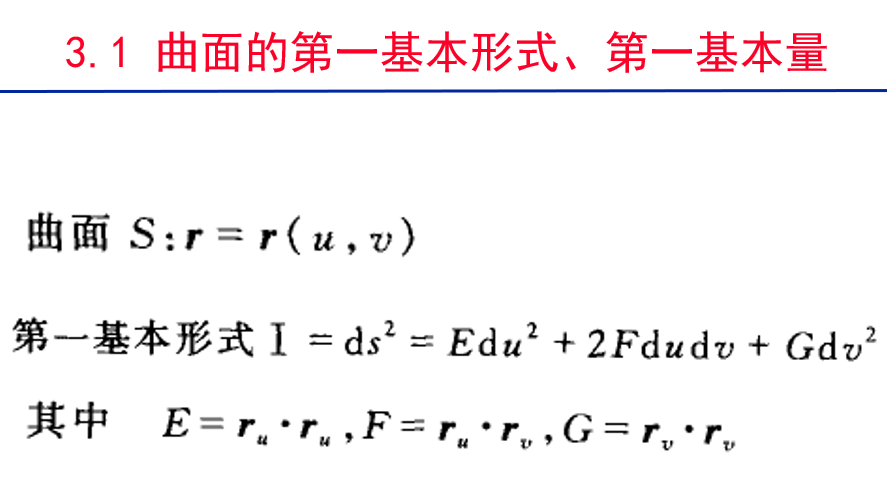 3.1 曲面的第一基本形式、第一基本量
曲面 S:r = r(u,v)
第一基本形式 I = ds² = Edu² + 2Fdudv + Gdv²
其中 E = rᵤ·rᵤ,F = rᵤ·rᵥ,G = rᵥ·rᵥ